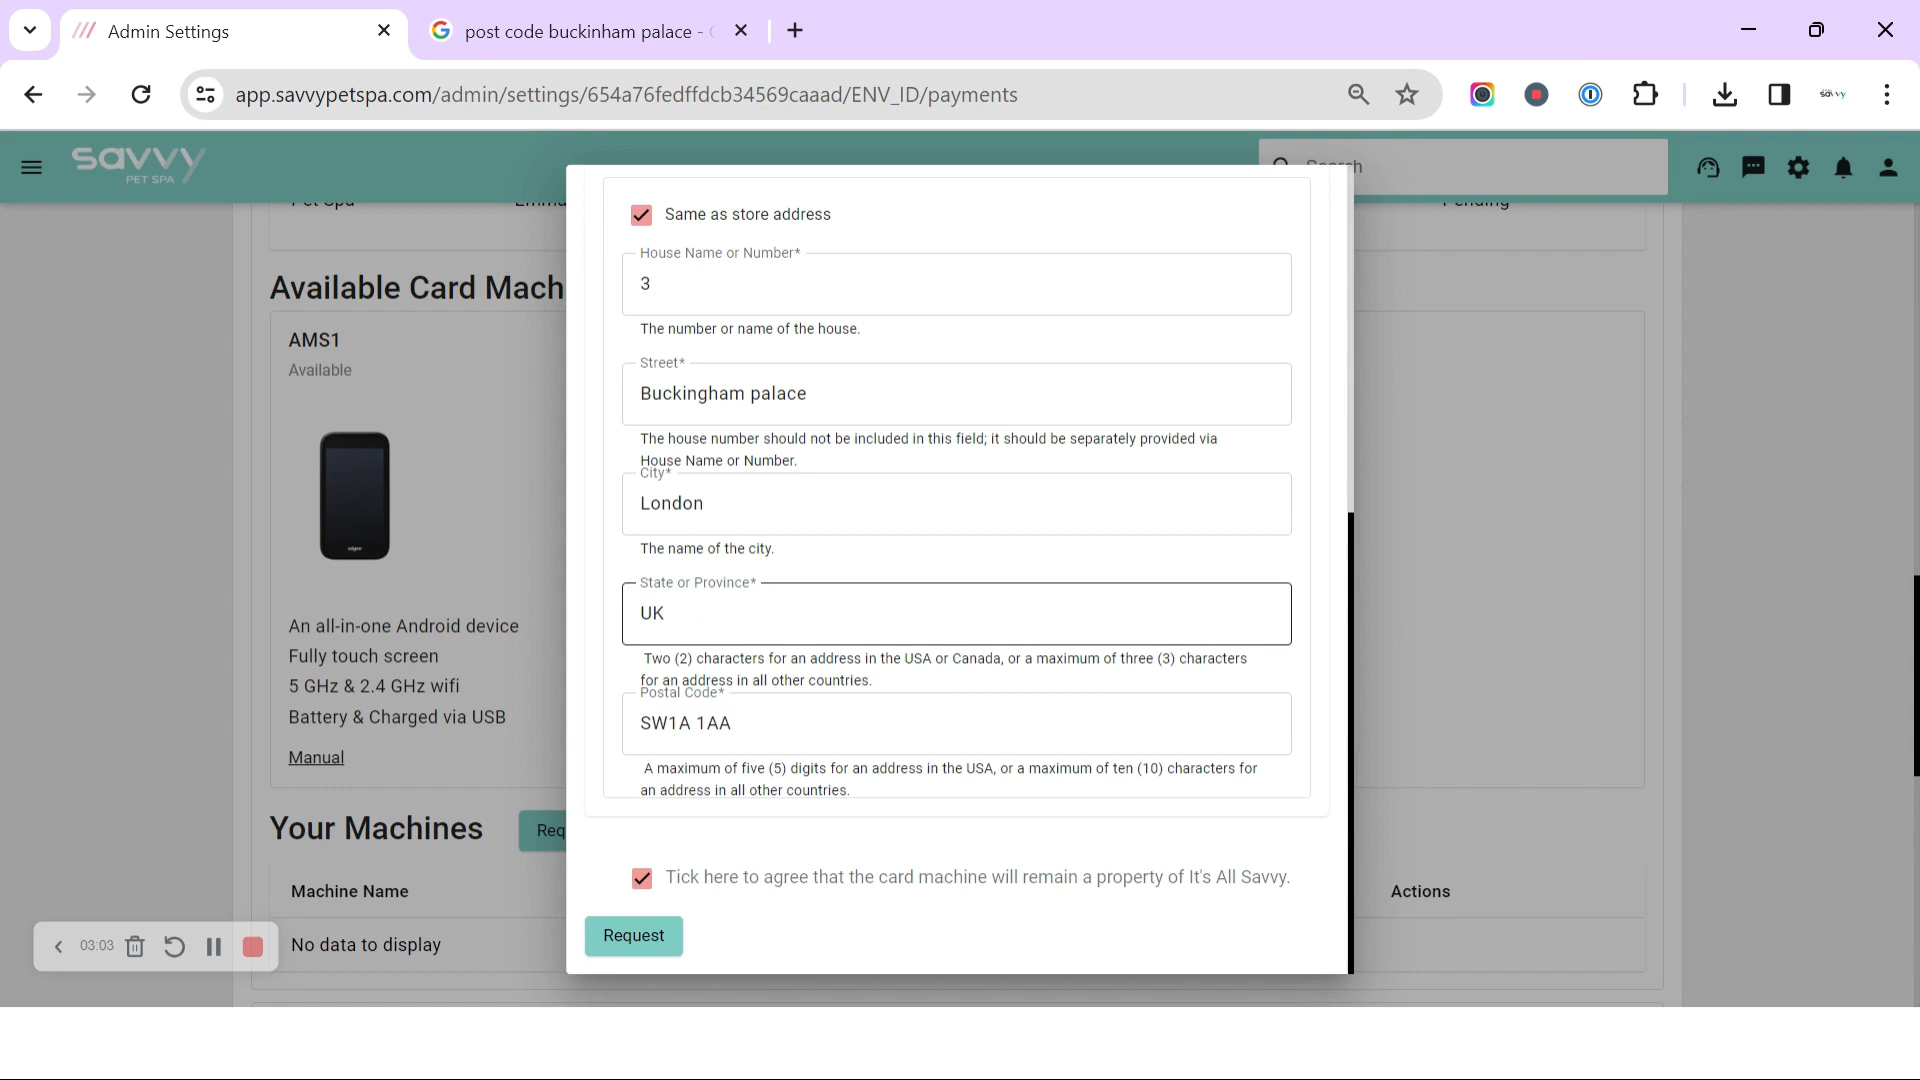 Admin Settings
post code buckinham palace -
app.savvypetspa.com/admin/settings/654a76fedffdcb34569caaad/ENV_ID/payments
savvy
PET SPA
Search
Pet Spa
Pending
Available Card Mach
AMS1
Available
An all-in-one Android device
Fully touch screen
5 GHz & 2.4 GHz wifi
Battery & Charged via USB
Manual
Your Machines
Req
Machine Name
Actions
No data to display
03:03
Same as store address
House Name or Number*
3
The number or name of the house.
Street*
Buckingham palace
The house number should not be included in this field; it should be separately provided via
House Name or Number.
City*
London
The name of the city.
State or Province*
UK
Two (2) characters for an address in the USA or Canada, or a maximum of three (3) characters
for an address in all other countries.
Postal Code*
SW1A 1AA
A maximum of five (5) digits for an address in the USA, or a maximum of ten (10) characters for
an address in all other countries.
Tick here to agree that the card machine will remain a property of It's All Savvy.
Request